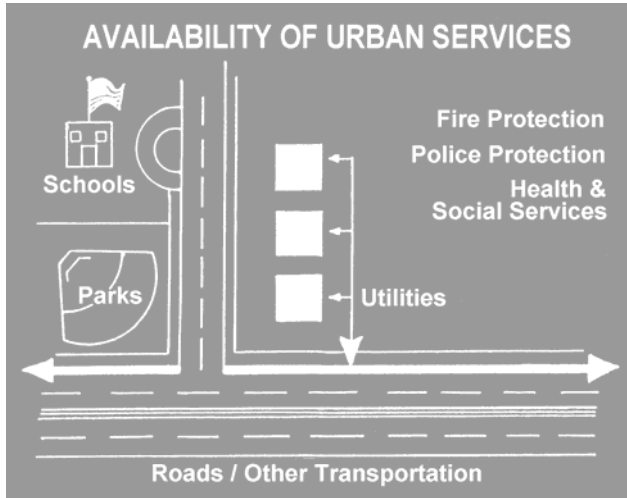 AVAILABILITY OF URBAN SERVICES
Fire Protection
Police Protection
Health &
Social Services
Schools
Parks
Utilities
Roads / Other Transportation